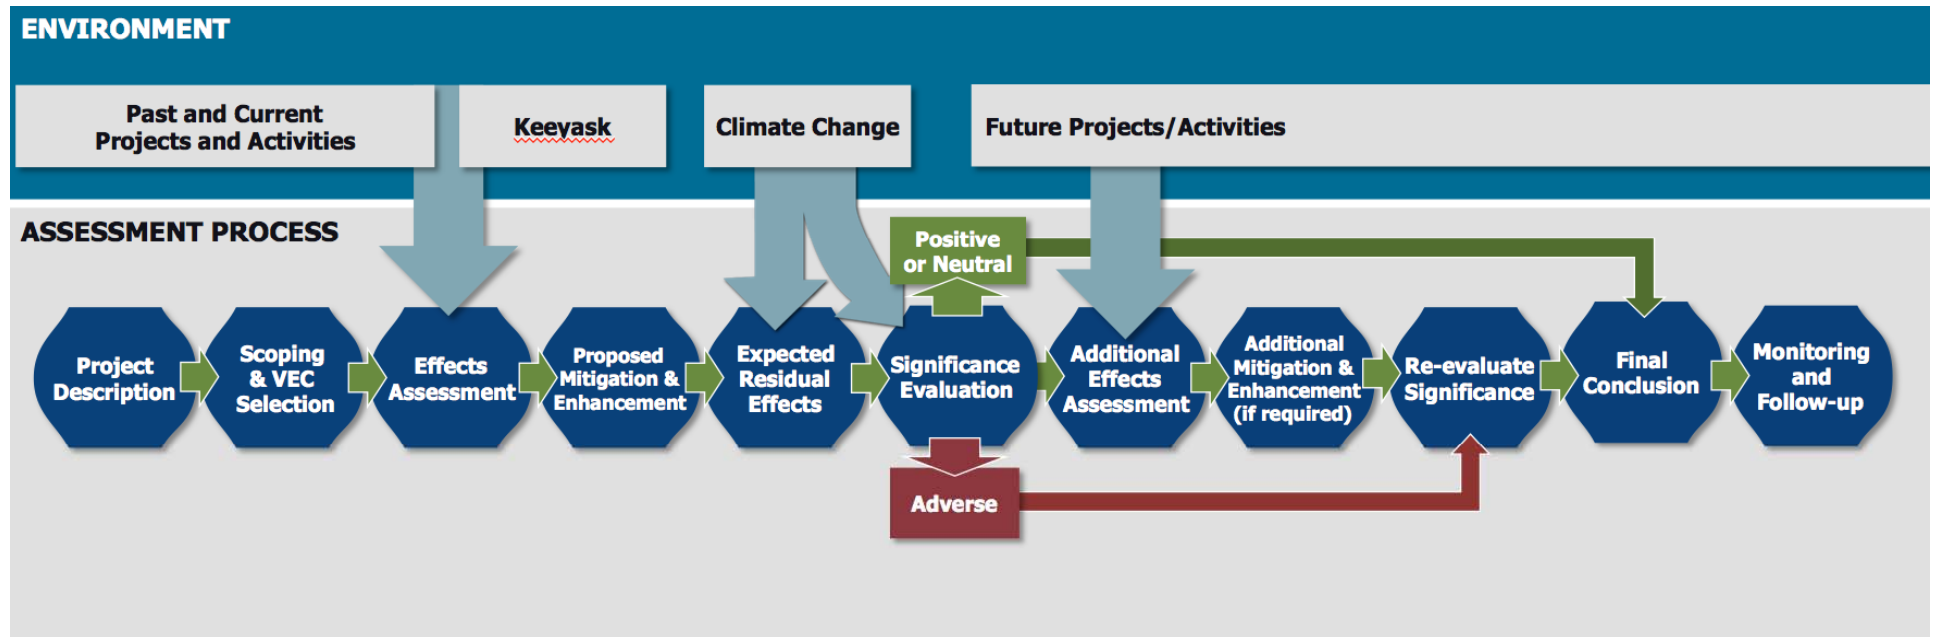 ENVIRONMENT
Past and Current
Projects and Activities
Keeyask
Climate Change
Future Projects/Activities
ASSESSMENT PROCESS
Positive
or Neutral
Project
Description
Scoping
& VEC
Selection
Effects
Assessment
Proposed
Mitigation &
Enhancement
Expected
Residual
Effects
Significance
Evaluation
Additional
Effects
Assessment
Additional
Mitigation &
Enhancement
(if required)
Re-evaluate
Significance
Final
Conclusion
Monitoring
and
Follow-up
Adverse